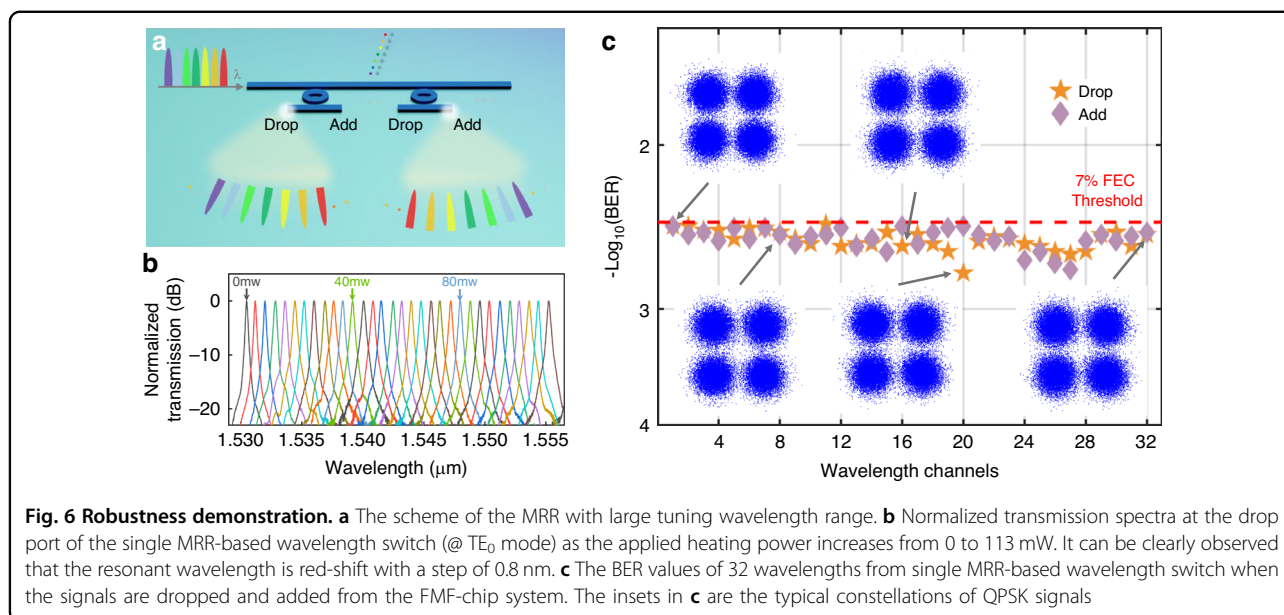 a
λ
Drop
Add
Drop
Add
b
0mw
40mw
80mw
Normalized
transmission (dB)
0
−10
−20
1.530
1.535
1.540
1.545
1.550
1.555
Wavelength (μm)
c
Drop
Add
7% FEC
Threshold
-Log10(BER)
2
3
4
4
8
12
16
20
24
28
32
Wavelength channels
Fig. 6 Robustness demonstration. a The scheme of the MRR with large tuning wavelength range. b Normalized transmission spectra at the drop
port of the single MRR-based wavelength switch (@ TE₀ mode) as the applied heating power increases from 0 to 113 mW. It can be clearly observed
that the resonant wavelength is red-shift with a step of 0.8 nm. c The BER values of 32 wavelengths from single MRR-based wavelength switch when
the signals are dropped and added from the FMF-chip system. The insets in c are the typical constellations of QPSK signals